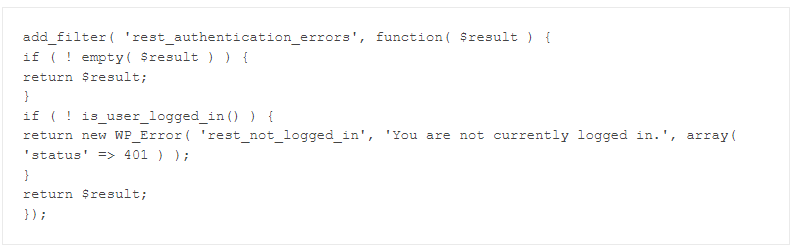 add_filter( 'rest_authentication_errors', function( $result ) {
if ( ! empty( $result ) ) {
return $result;
}
if ( ! is_user_logged_in() ) {
return new WP_Error( 'rest_not_logged_in', 'You are not currently logged in.', array(
'status' => 401 ) );
}
return $result;
});